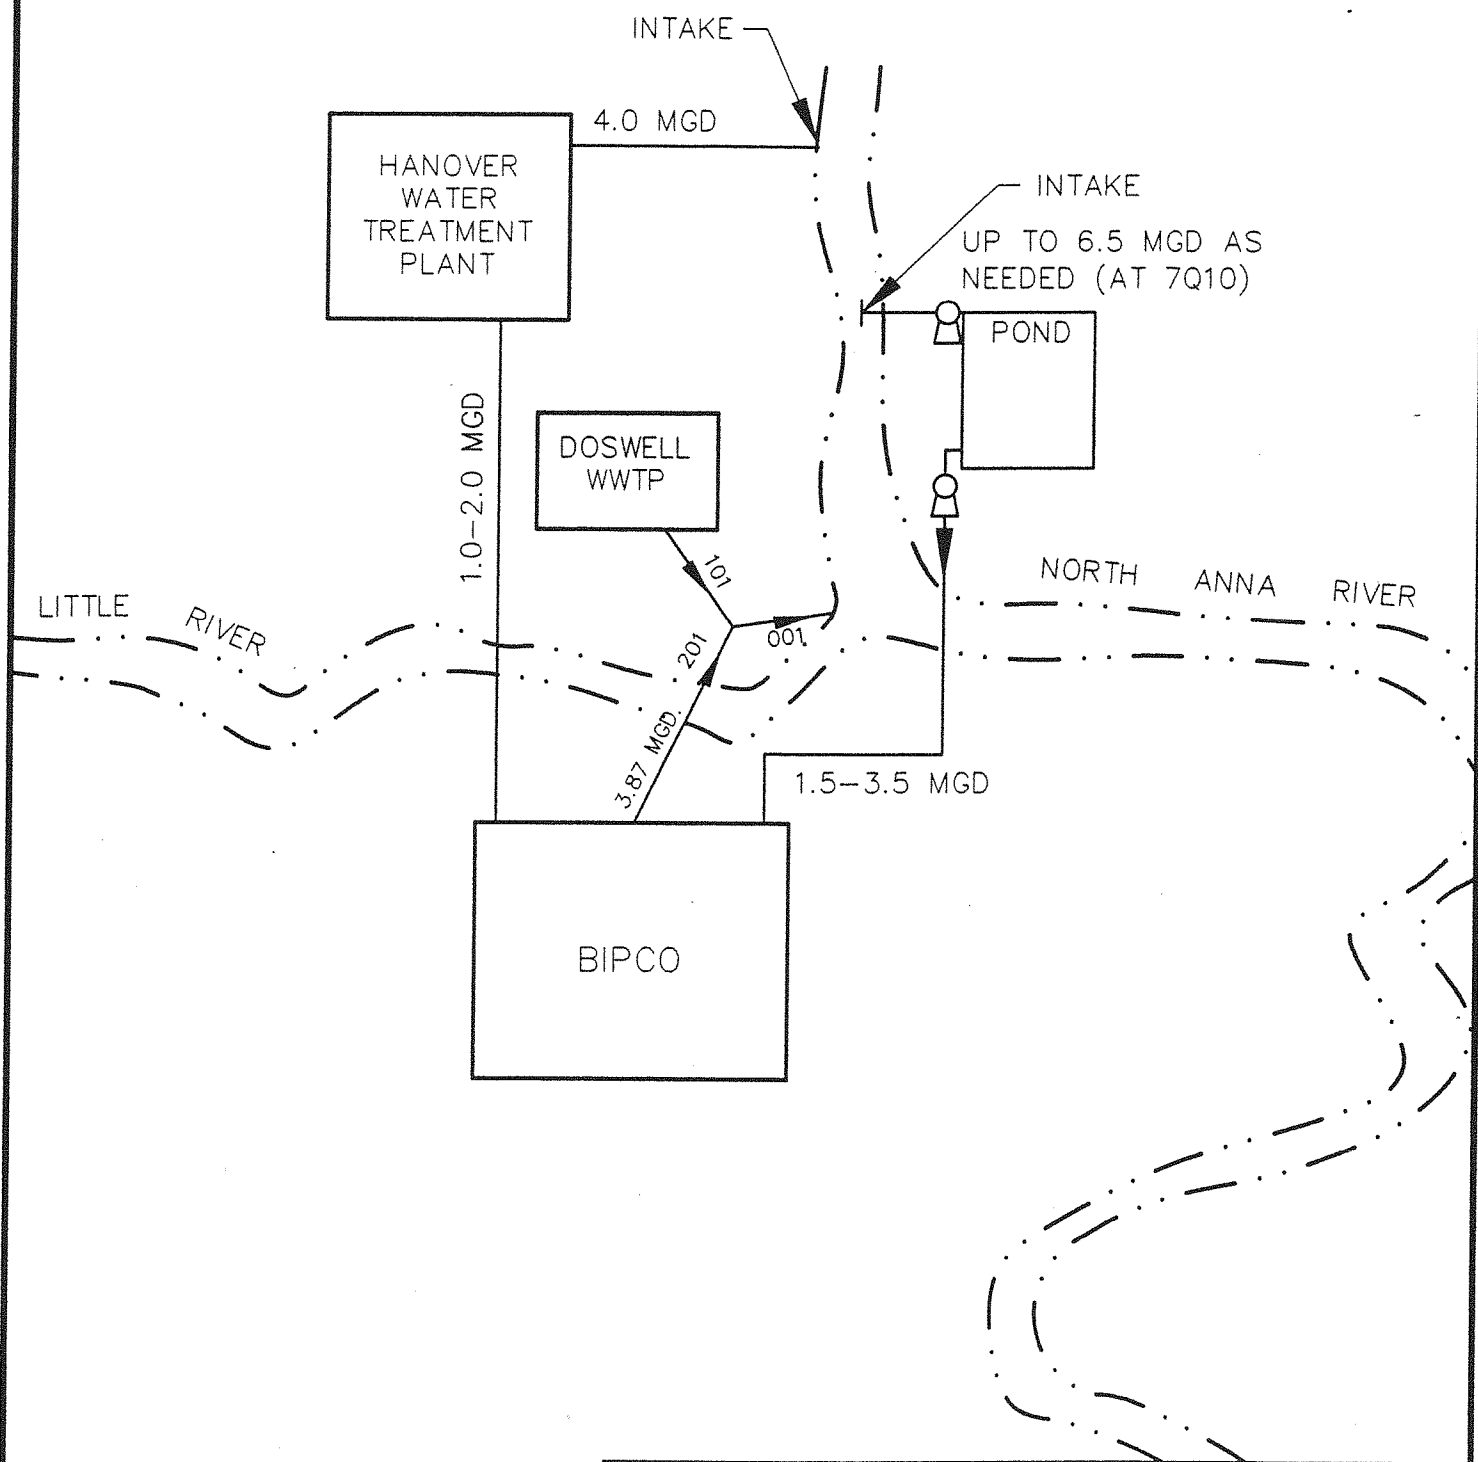 INTAKE
4.0 MGD
HANOVER
WATER
TREATMENT
PLANT
INTAKE
UP TO 6.5 MGD AS
NEEDED (AT 7Q10)
POND
1.0-2.0 MGD
DOSWELL
WWTP
101
NORTH ANNA RIVER
LITTLE RIVER
001
201
3.87 MGD.
1.5-3.5 MGD
BIPCO